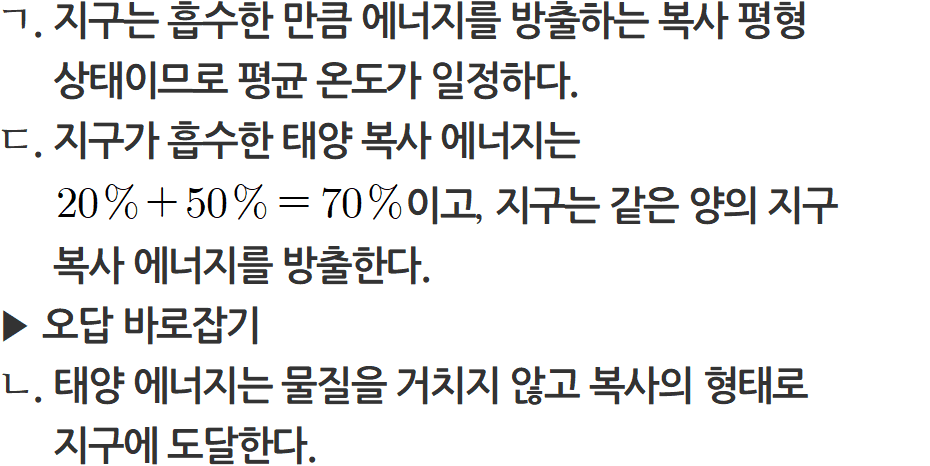 ㄱ. 지구는 흡수한 만큼 에너지를 방출하는 복사 평형
상태이므로 평균 온도가 일정하다.
ㄷ. 지구가 흡수한 태양 복사 에너지는
20%+50%=70%이고, 지구는 같은 양의 지구
복사 에너지를 방출한다.
▶ 오답 바로잡기
ㄴ. 태양 에너지는 물질을 거치지 않고 복사의 형태로
지구에 도달한다.